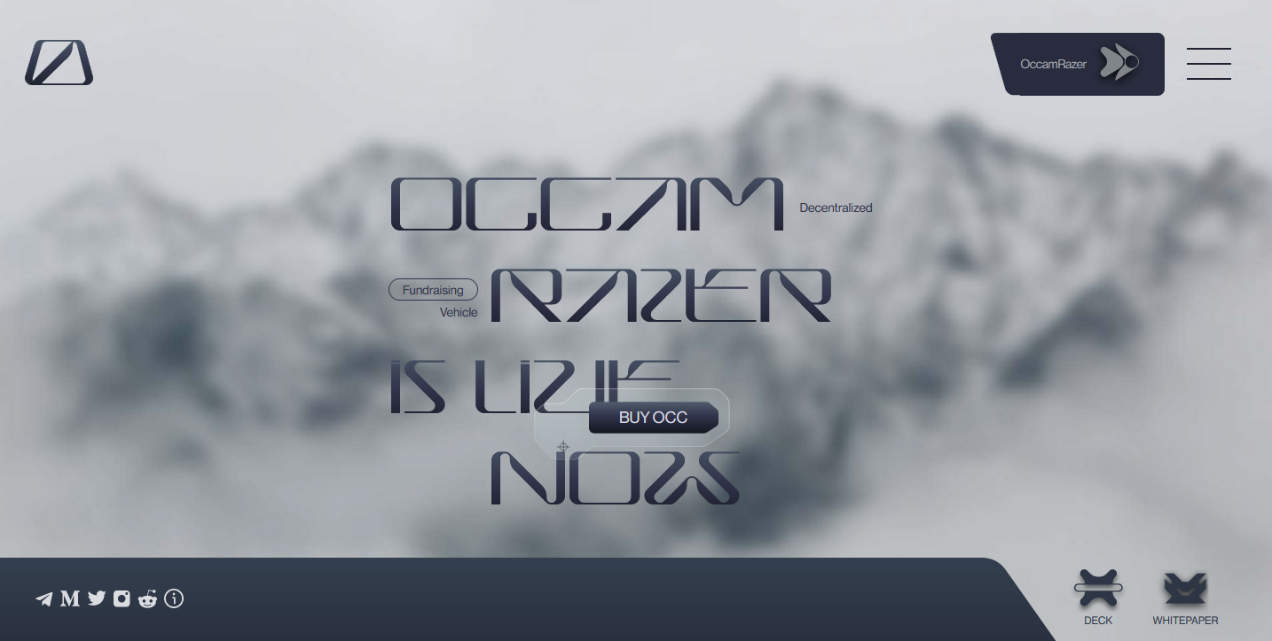 OccamRazer
OCCAM
Decentralized
Fundraising
RAZER
Vehicle
IS LIVE
BUY OCC
NOW
DECK
WHITEPAPER